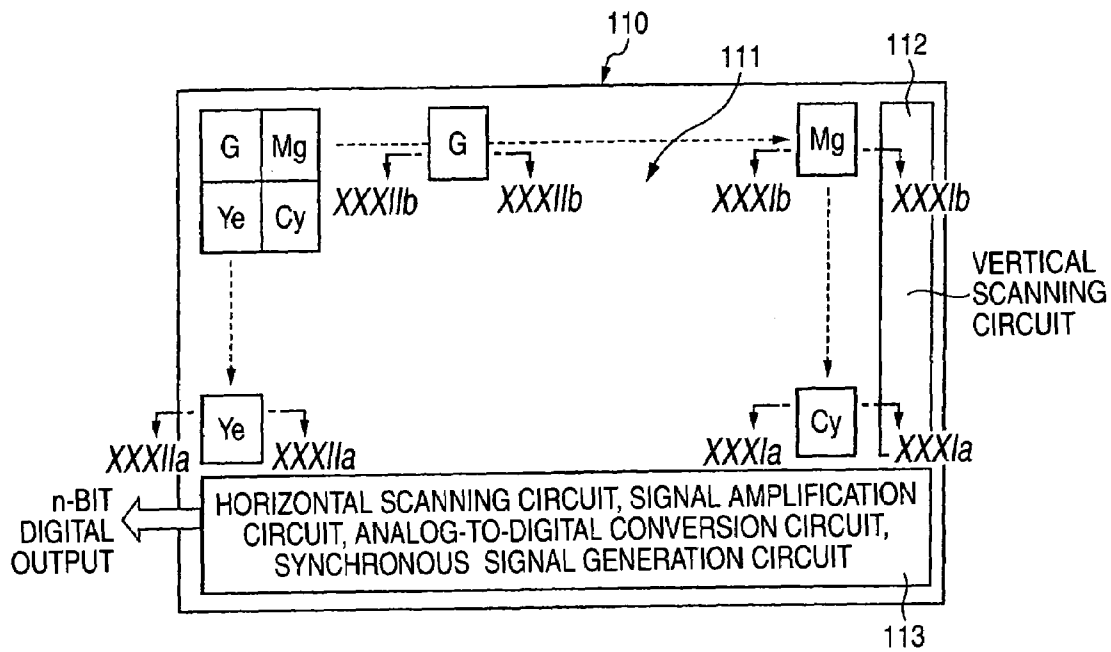 110
111
112
G Mg
G
Mg
XXXIIb XXXIIb
XXXIb XXXIb
Ye Cy
VERTICAL
SCANNING
CIRCUIT
Ye
Cy
XXXIIa XXXIIa
XXXIa XXXIa
n-BIT
DIGITAL
OUTPUT
HORIZONTAL SCANNING CIRCUIT, SIGNAL AMPLIFICATION
CIRCUIT, ANALOG-TO-DIGITAL CONVERSION CIRCUIT,
SYNCHRONOUS SIGNAL GENERATION CIRCUIT
113